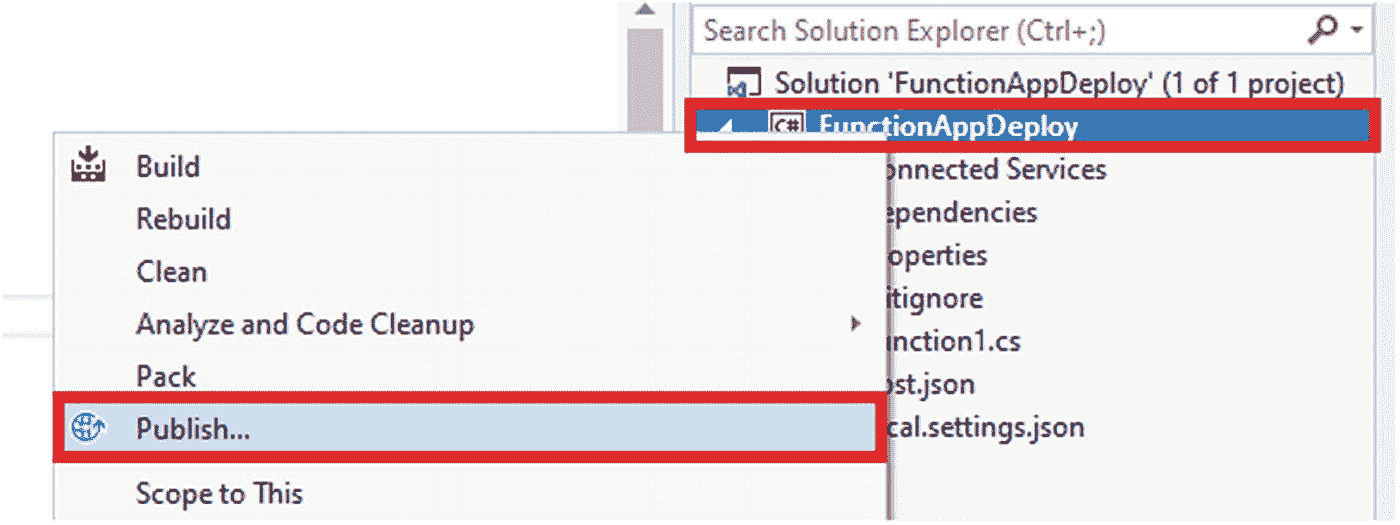 Search Solution Explorer (Ctrl+;)
Solution 'FunctionAppDeploy' (1 of 1 project)
C# FunctionAppDeploy
onnected Services
ependencies
operties
itignore
unction1.cs
ost.json
cal.settings.json
Build
Rebuild
Clean
Analyze and Code Cleanup
Pack
Publish...
Scope to This